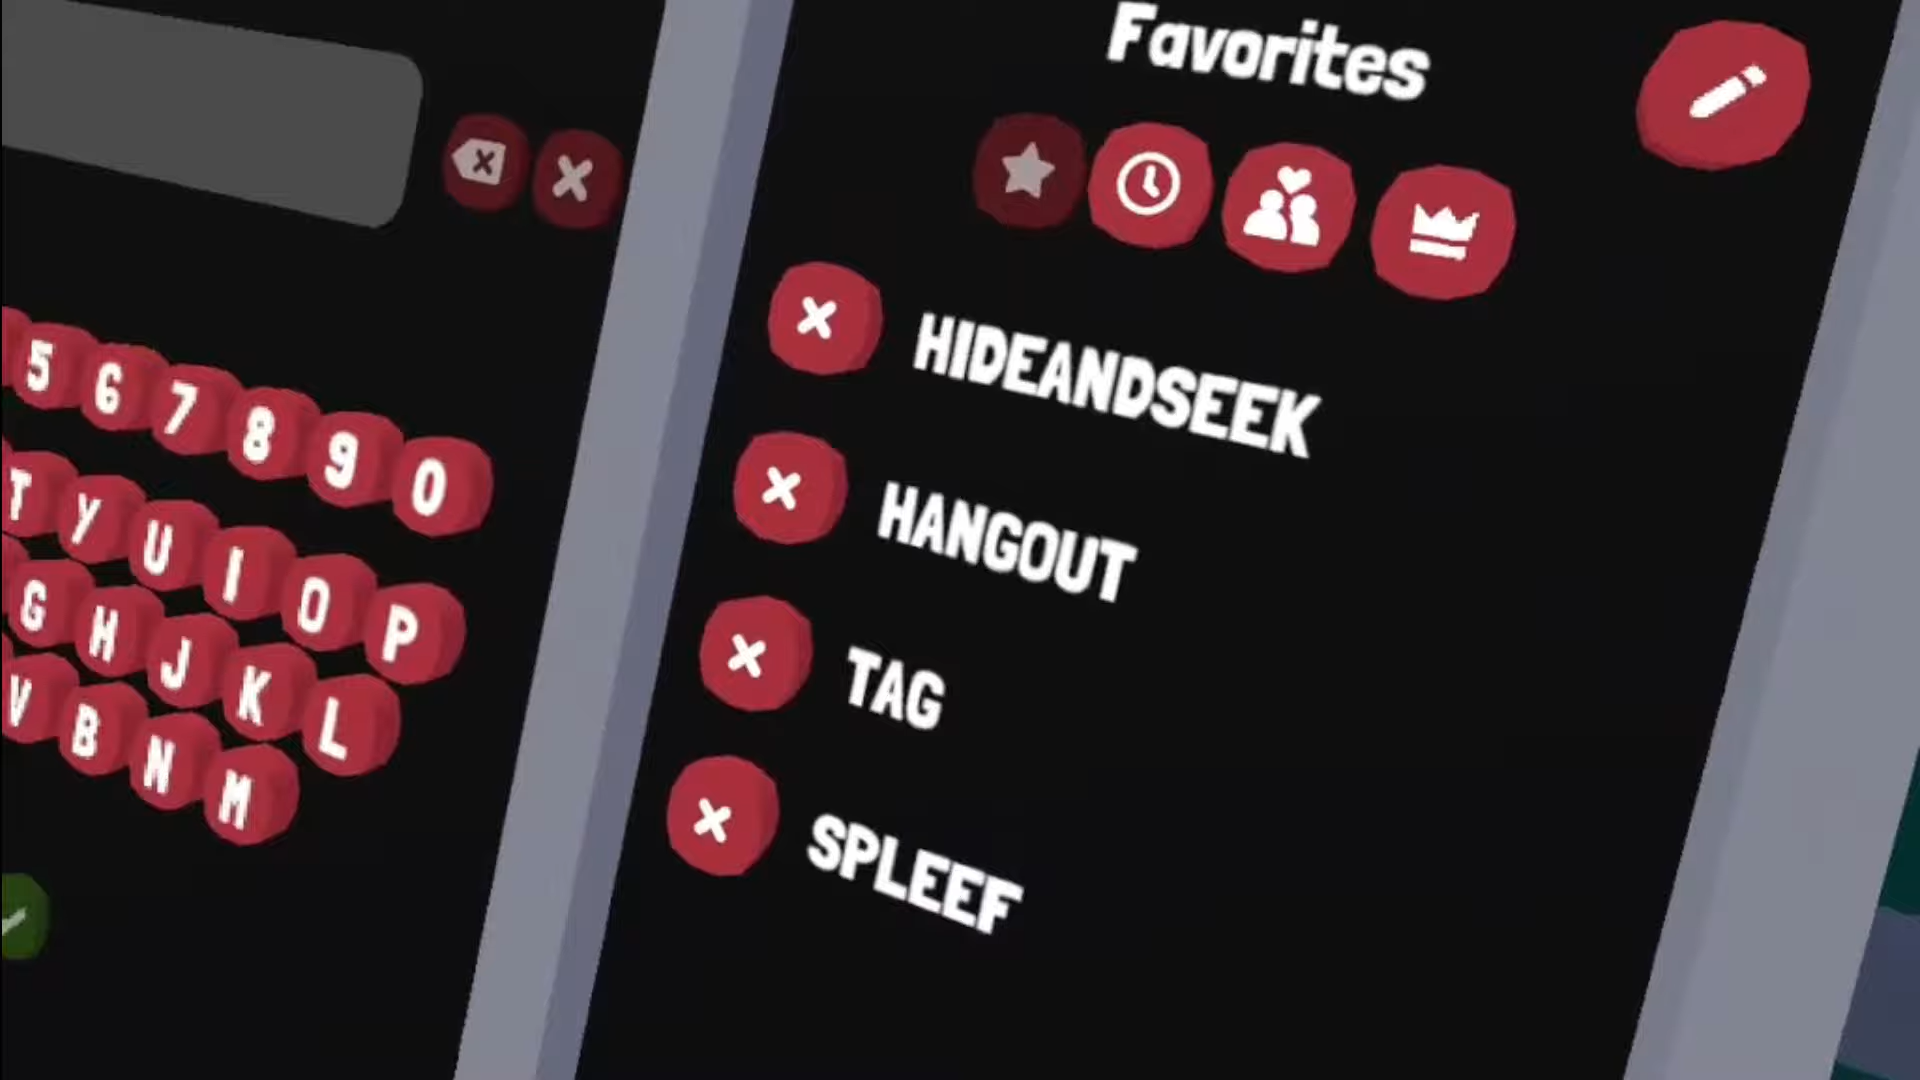 Favorites
HIDEANDSEEK
HANGOUT
TAG
SPLEEF
5 6 7 8 9 0
T Y U I O P
G H J K L
V B N M